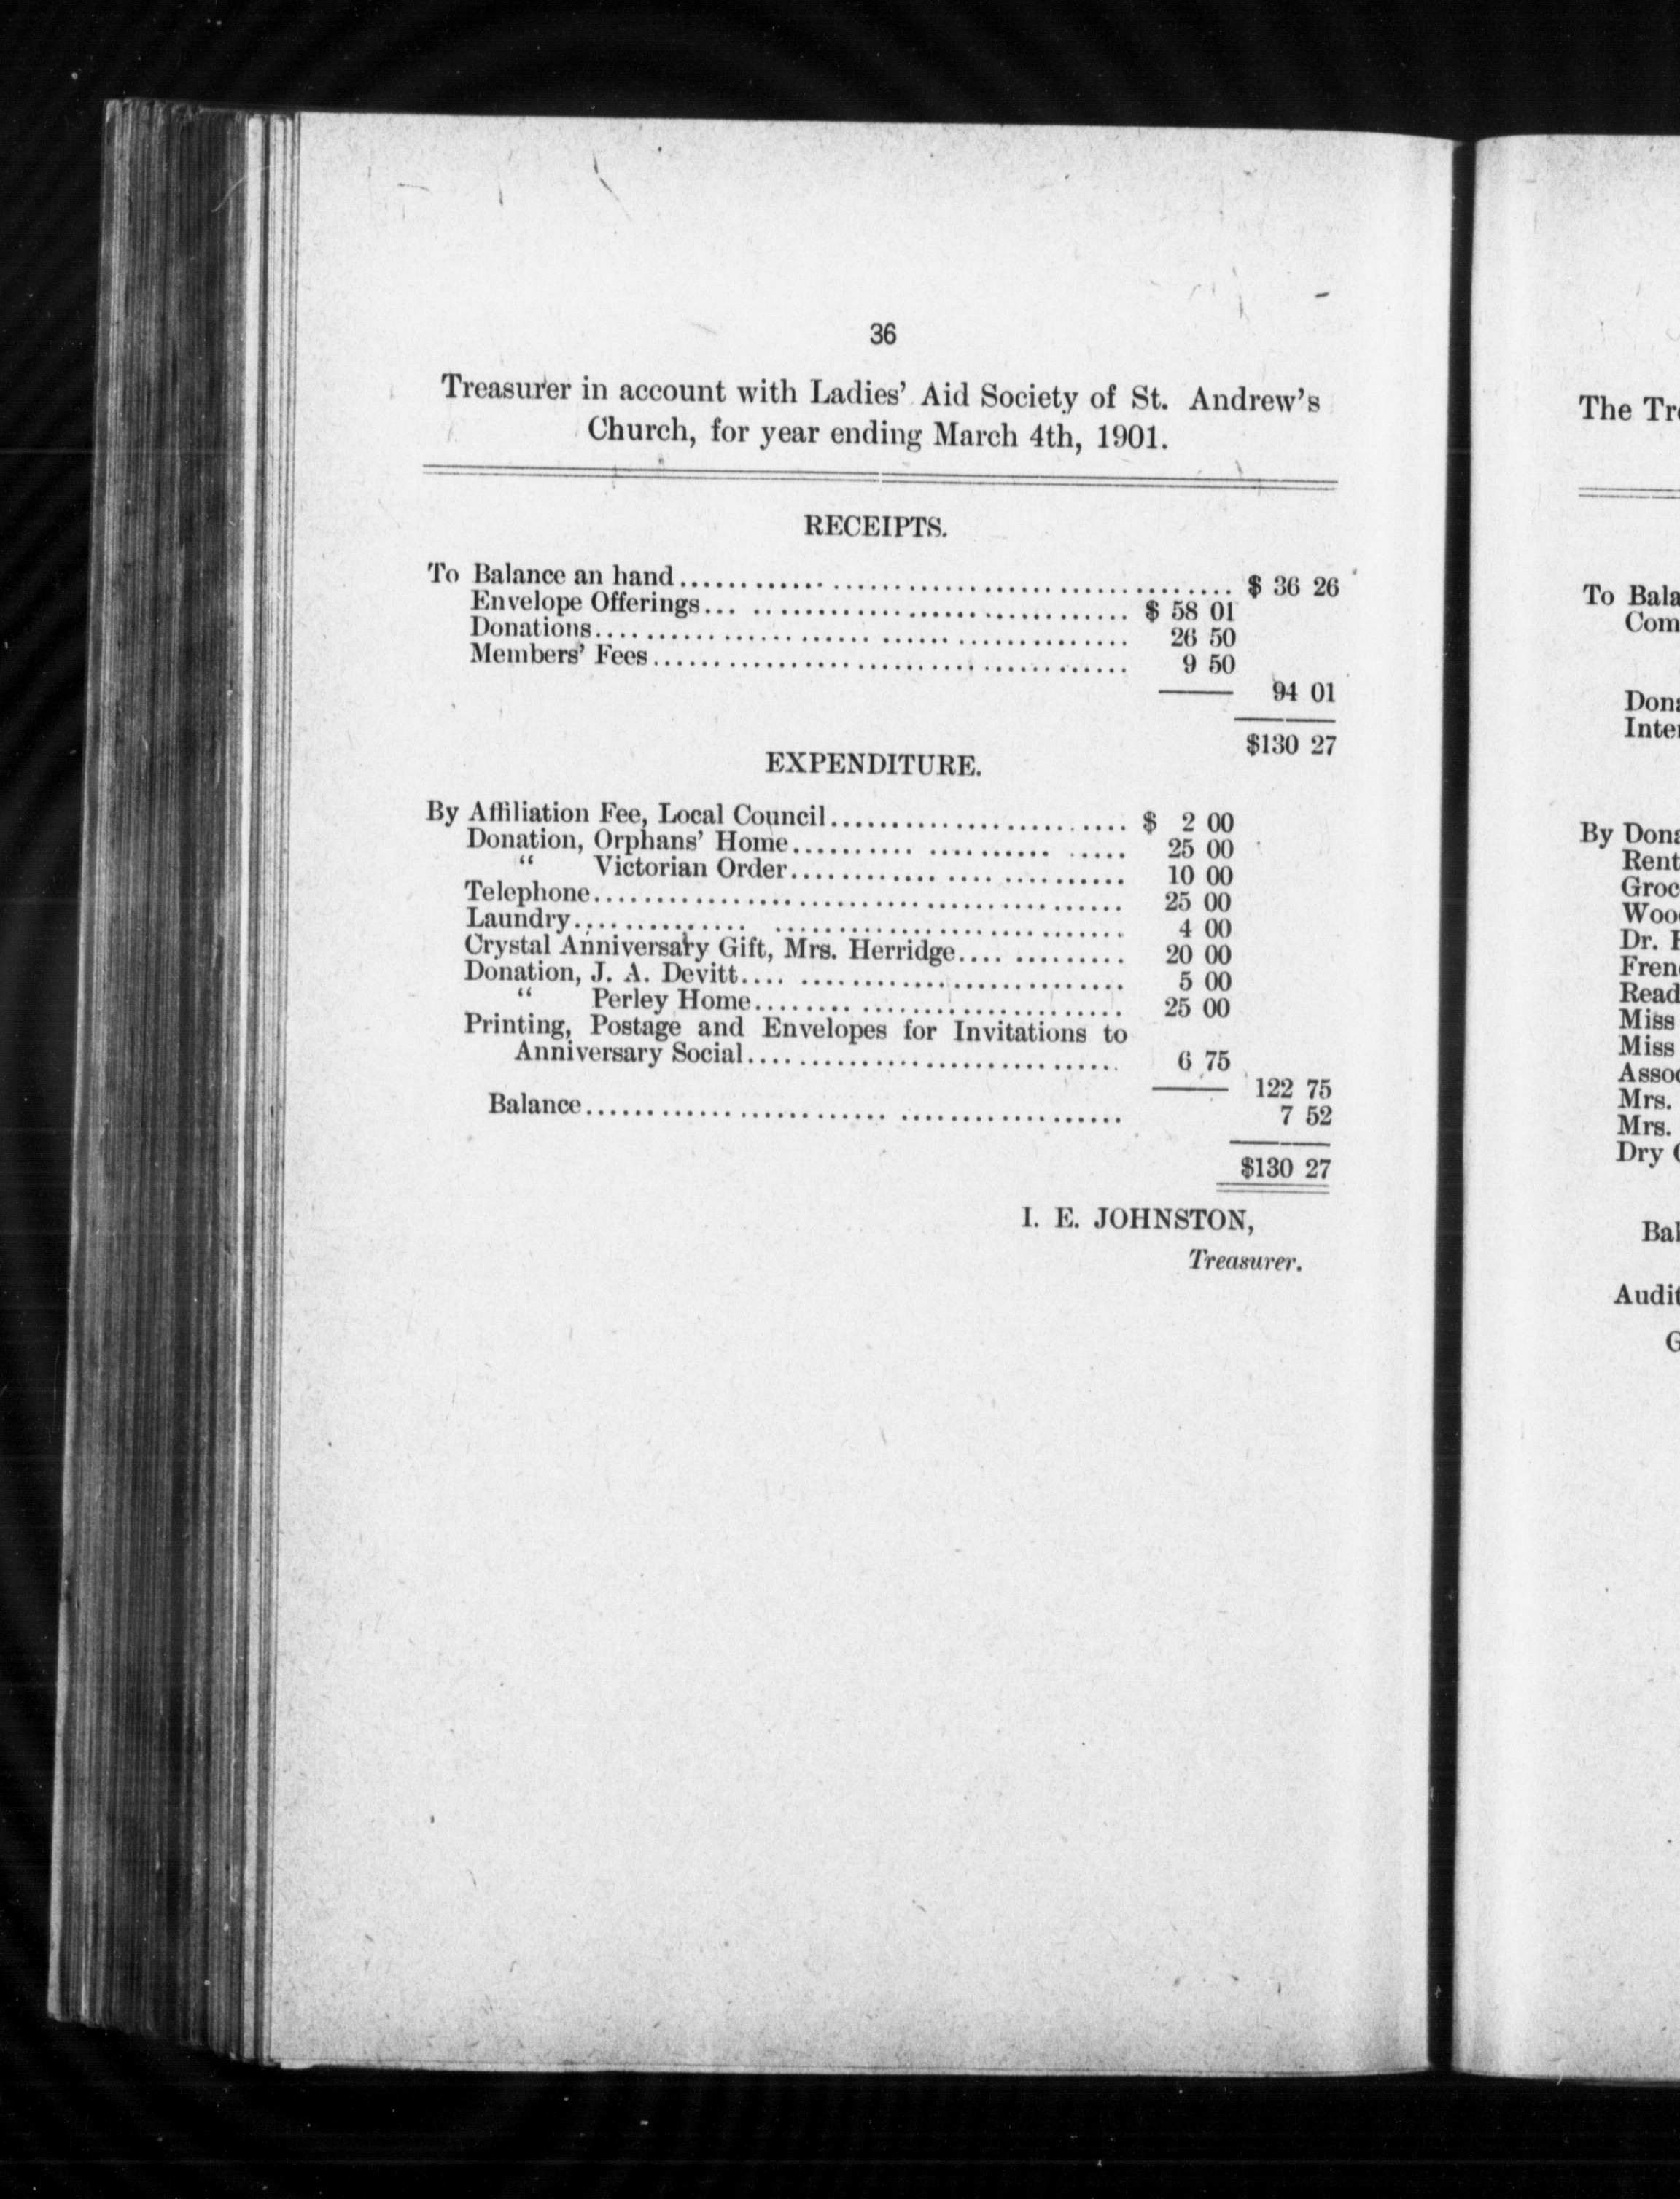 36
Treasurer in account with Ladies' Aid Society of St. Andrew's
Church, for year ending March 4th, 1901.
RECEIPTS.
To Balance an hand........................................ $ 36 26
Envelope Offerings........................................ $ 58 01
Donations........................................ 26 50
Members' Fees........................................ 9 50
94 01
$130 27
EXPENDITURE.
By Affiliation Fee, Local Council........................ $ 2 00
Donation, Orphans' Home........................ 25 00
“ Victorian Order........................ 10 00
Telephone........................................ 25 00
Laundry........................................ 4 00
Crystal Anniversary Gift, Mrs. Herridge............. 20 00
Donation, J. A. Devitt........................ 5 00
“ Perley Home........................ 25 00
Printing, Postage and Envelopes for Invitations to
Anniversary Social........................ 6 75
122 75
Balance........................................ 7 52
$130 27
I. E. JOHNSTON,
Treasurer.
The Tr
To Bala
Com
Dona
Inte
By Dona
Rent
Groc
Woo
Dr.
Fren
Read
Miss
Miss
Asso
Mrs.
Mrs.
Dry
Bal
Audit
G